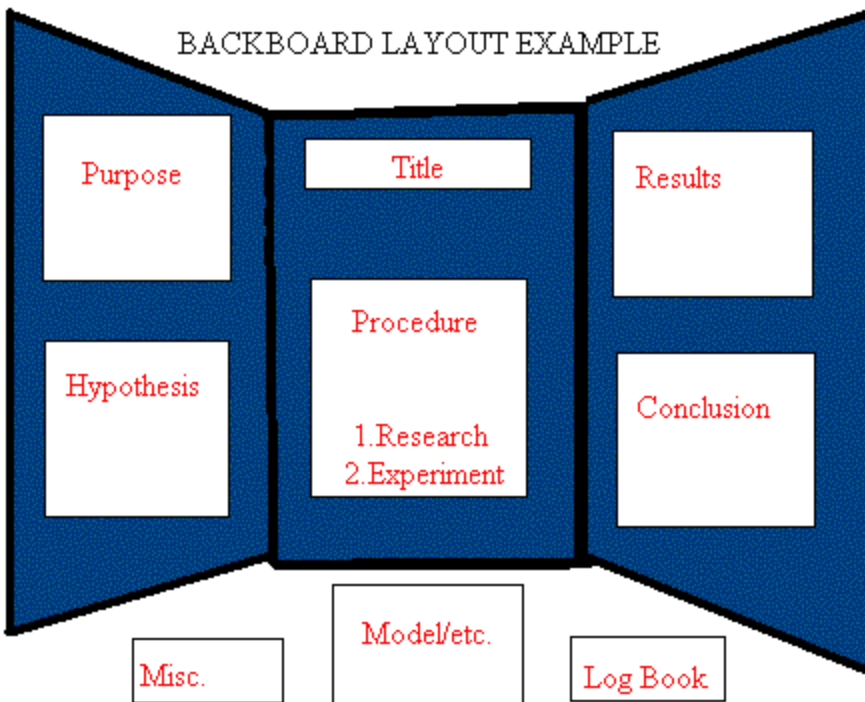 BACKBOARD LAYOUT EXAMPLE
Purpose
Hypothesis
Title
Procedure
1.Research
2.Experiment
Results
Conclusion
Misc.
Model/etc.
Log Book